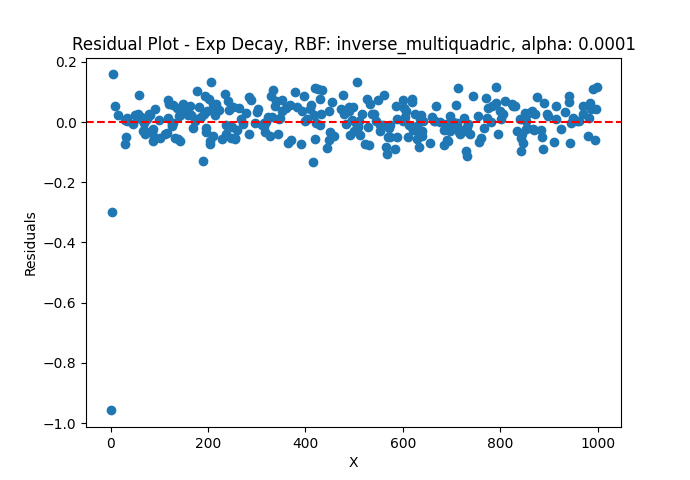 Residual Plot - Exp Decay, RBF: inverse_multiquadric, alpha: 0.0001
0.2
0.0
−0.2
−0.4
−0.6
−0.8
−1.0
Residuals
0 200 400 600 800 1000
X